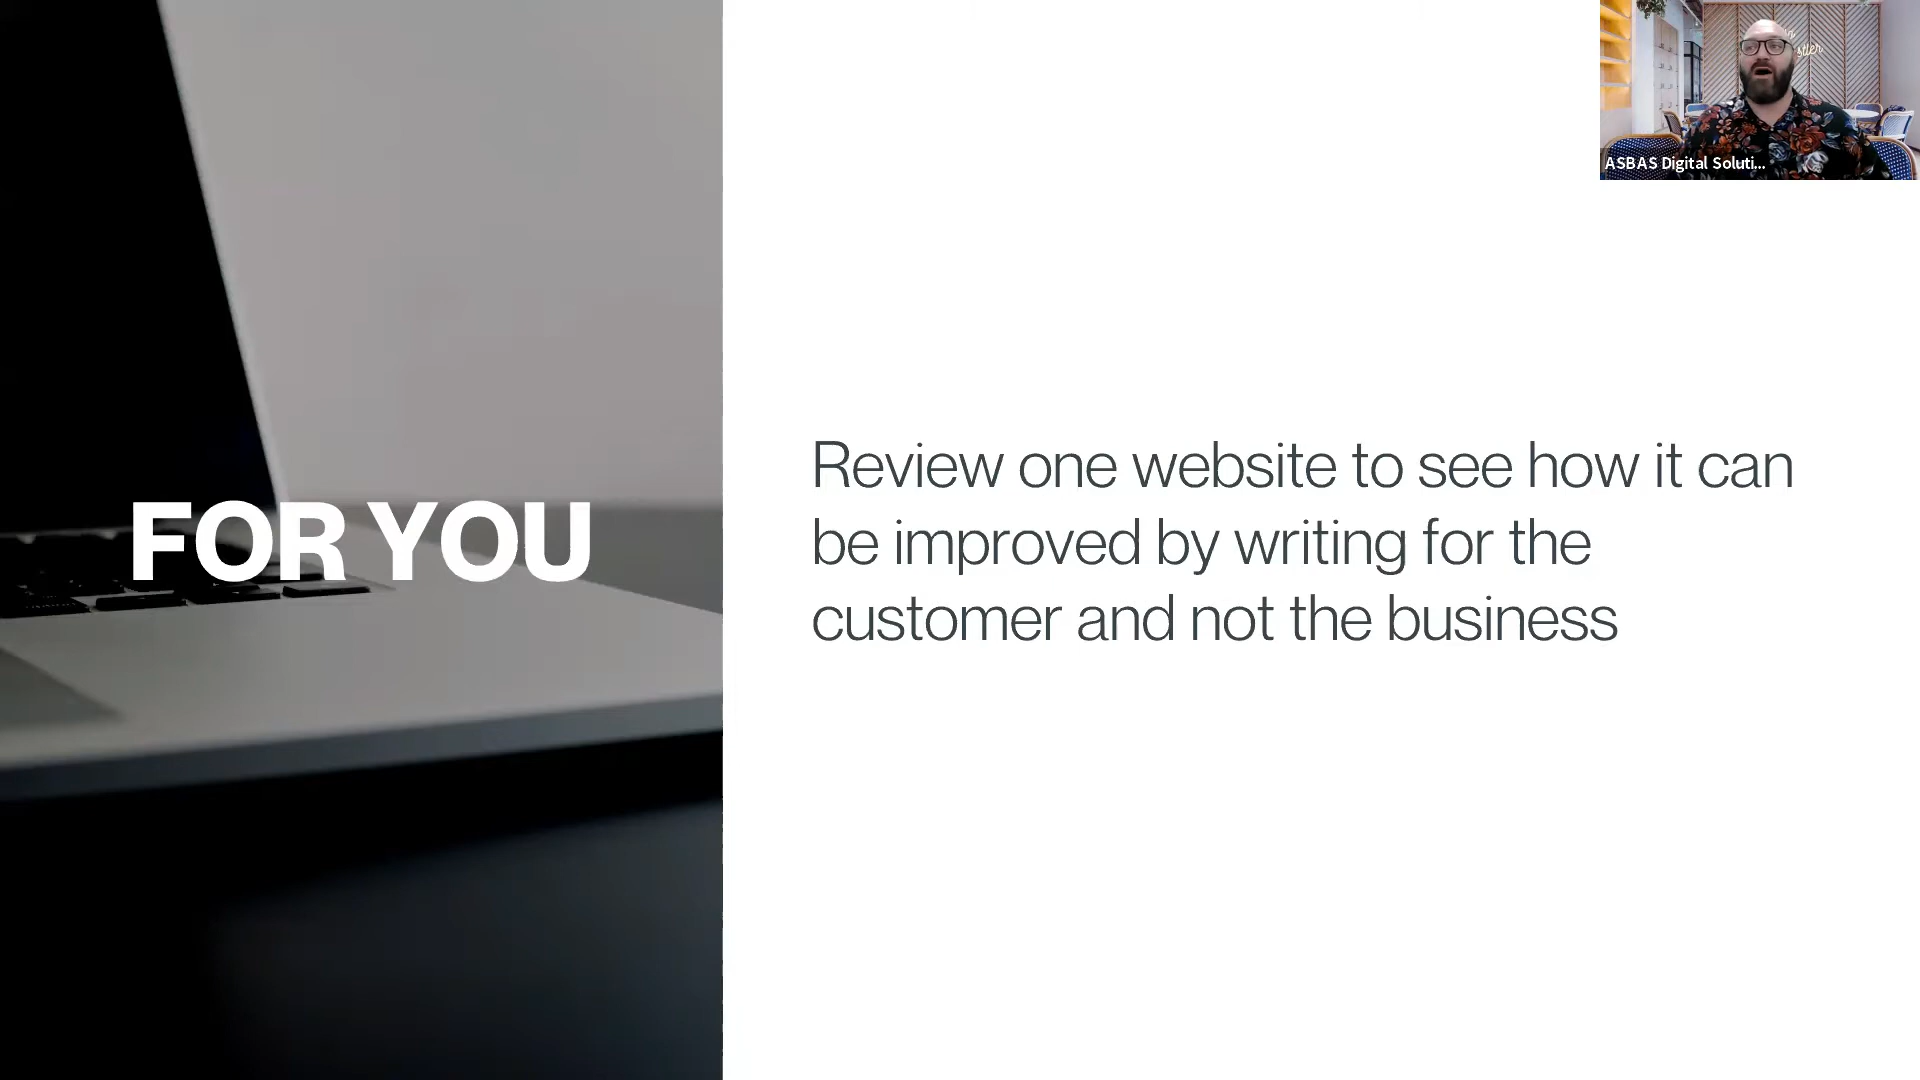 FOR YOU
Review one website to see how it can
be improved by writing for the
customer and not the business
ASBAS Digital Soluti...